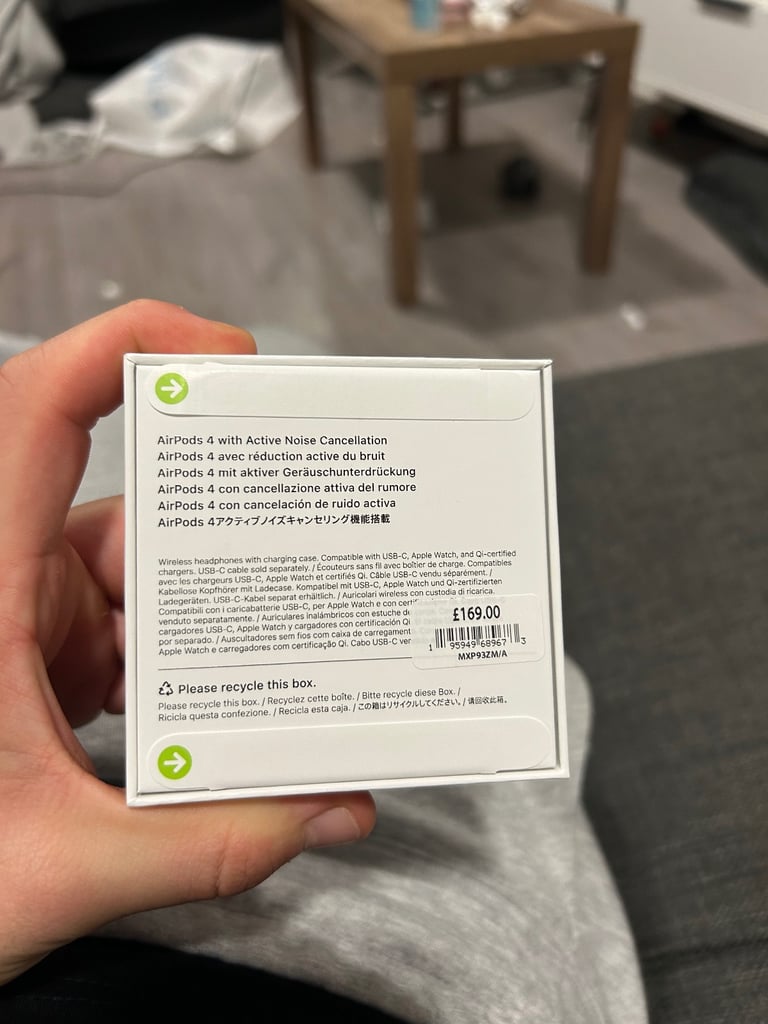 AirPods 4 with Active Noise Cancellation
AirPods 4 avec réduction active du bruit
AirPods 4 mit aktiver Geräuschunterdrückung
AirPods 4 con cancellazione attiva del rumore
AirPods 4 con cancelación de ruido activa
AirPods 4アクティブノイズキャンセリング機能搭載
Wireless headphones with charging case. Compatible with USB-C, Apple Watch, and Qi-certified
chargers. USB-C cable sold separately. / Écouteurs sans fil avec boîtier de charge. Compatibles
avec les chargeurs USB-C, Apple Watch et certifiés Qi. Câble USB-C vendu séparément. /
Kabellose Kopfhörer mit Ladecase. Kompatibel mit USB-C, Apple Watch und Qi-zertifizierten
Ladegeräten. USB-C-Kabel separat erhältlich. / Auricolari wireless con custodia di ricarica.
Compatibili con i caricabatterie USB-C, per Apple Watch e con
venduto separatamente. / Auriculares inalámbricos con estuche de
cargadores USB-C, Apple Watch y cargadores con certificación Qi
por separado. / Auscultadores sem fios com caixa de
Apple Watch e carregadores com certificação Qi. Cabo USB-C
£169.00
1 95949 68967 3
MXP93ZM/A
Please recycle this box.
Please recycle this box. / Recyclez cette boîte. / Bitte recycle diese Box. /
Ricicla questa confezione. / Recicla esta caja. / この箱はリサイクルしてください。/ 请回收此箱。